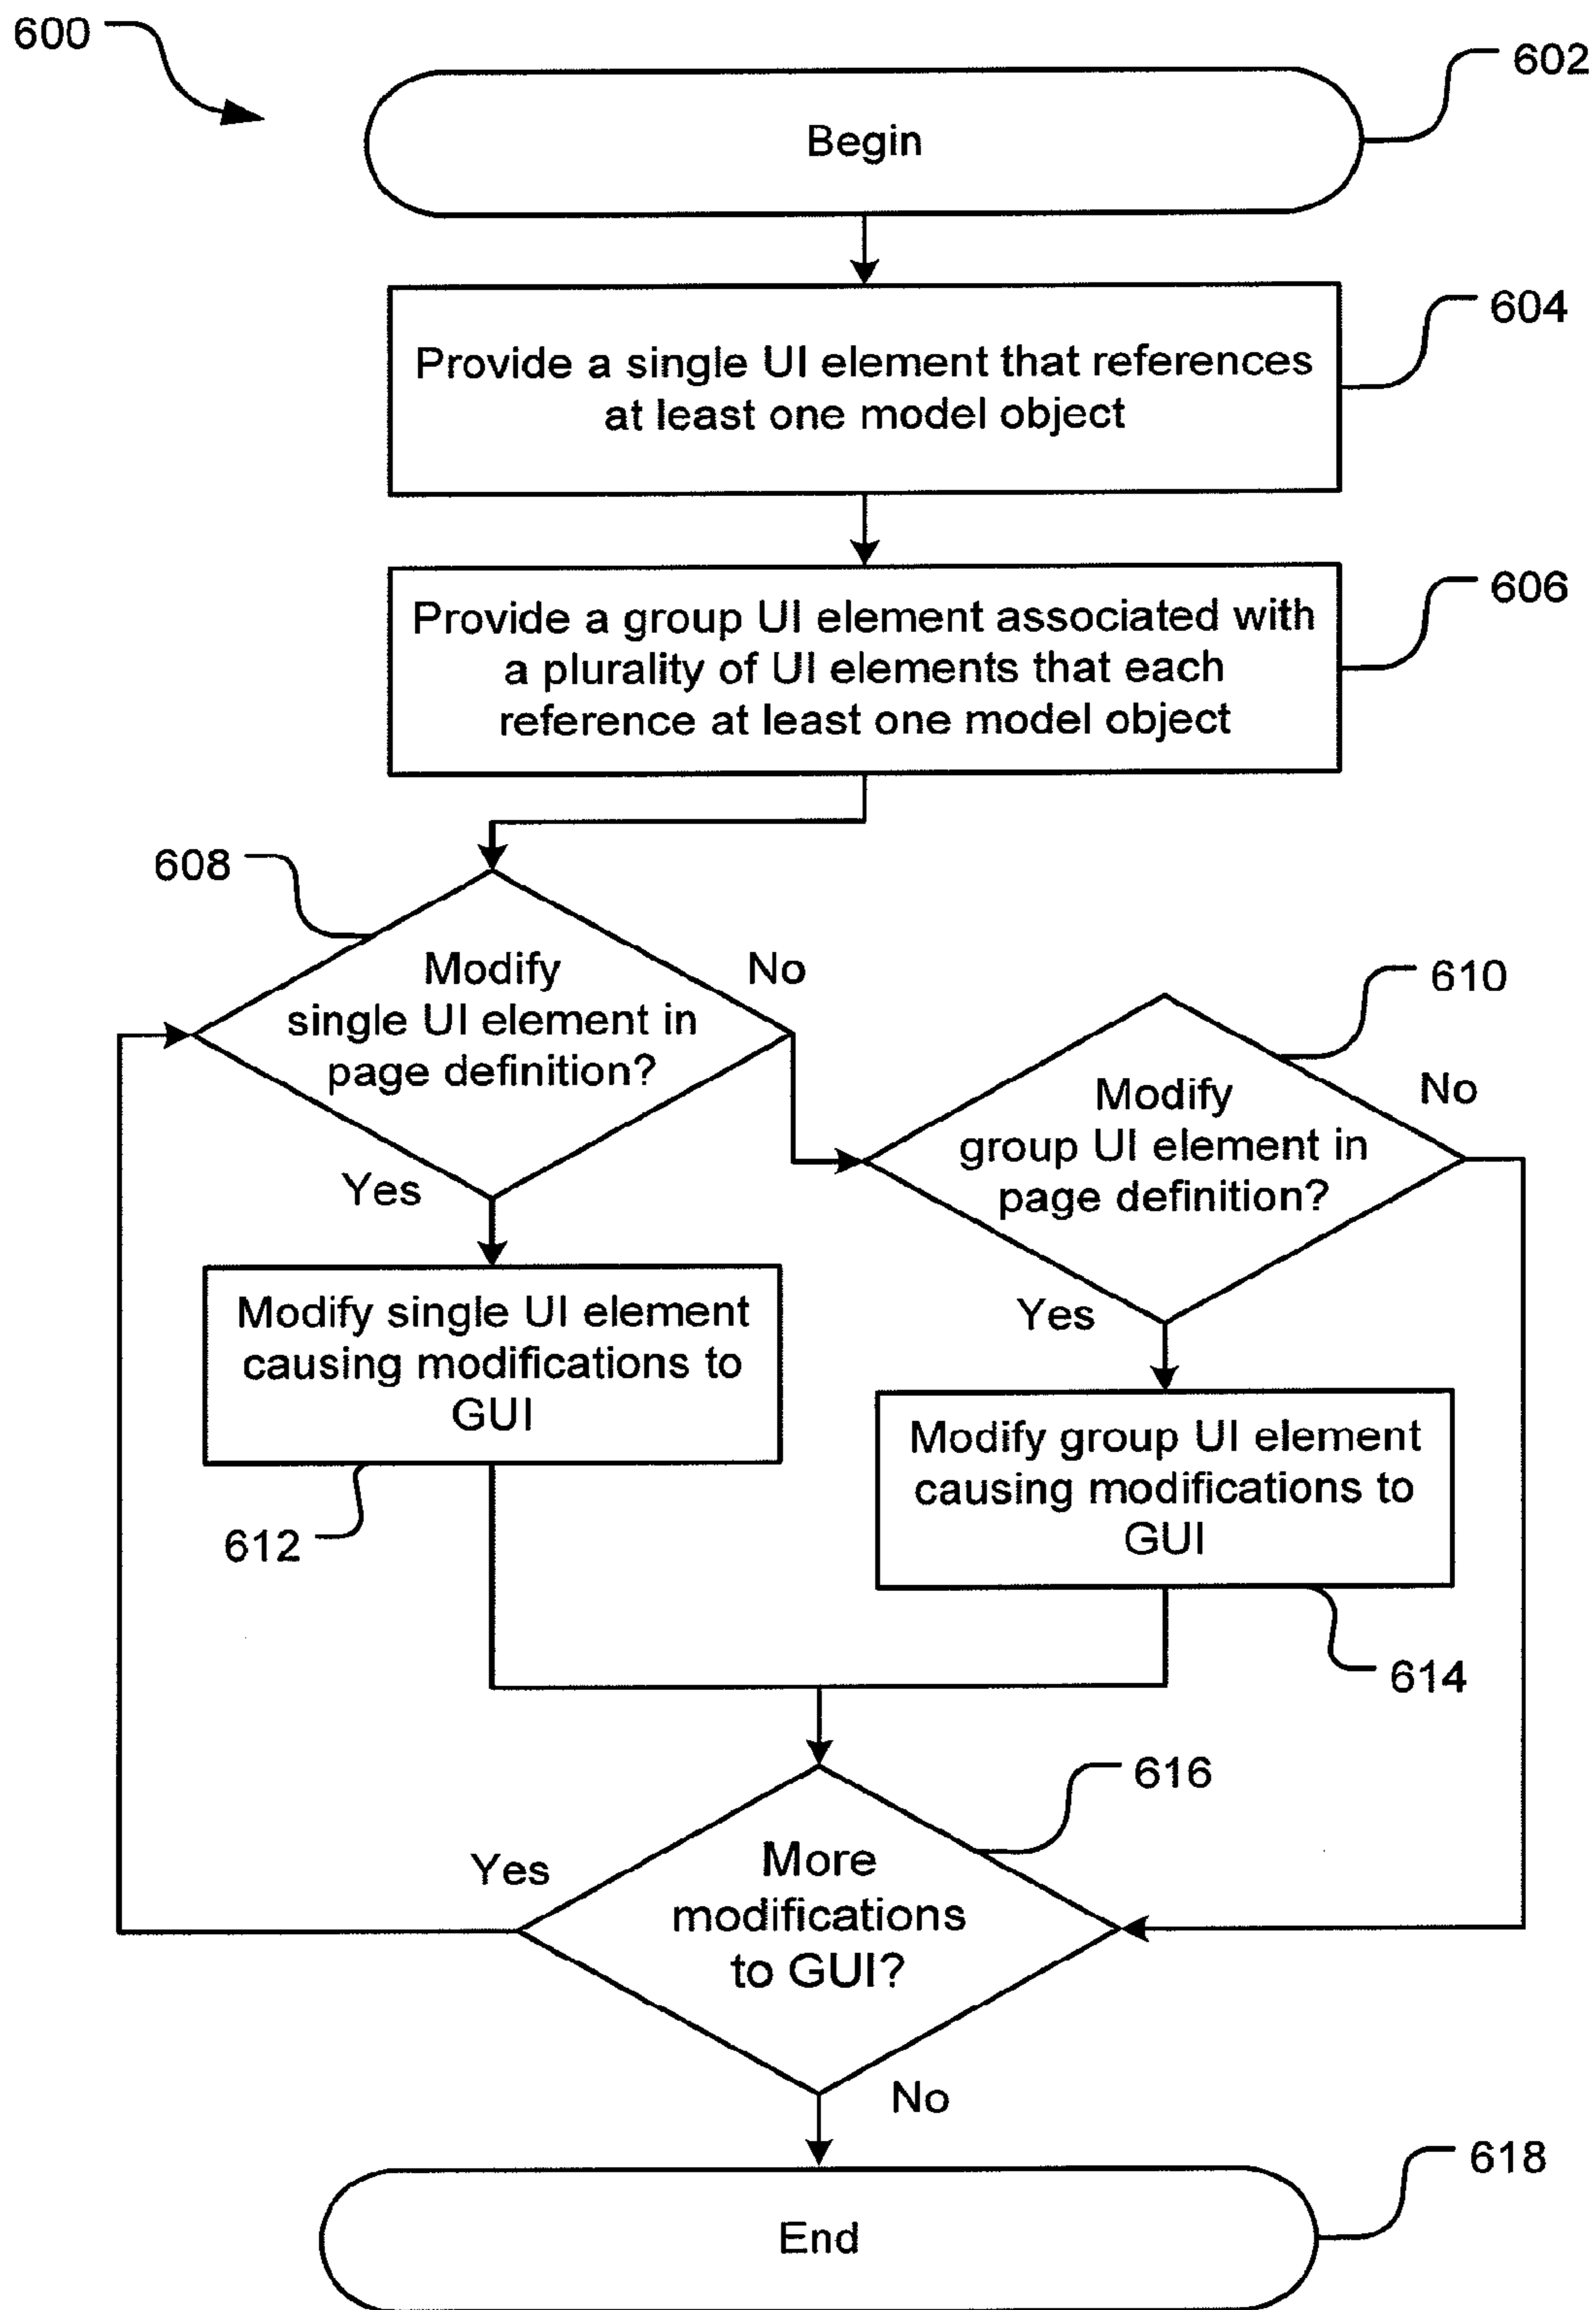 600
602
Begin
604
Provide a single UI element that references
at least one model object
606
Provide a group UI element associated with
a plurality of UI elements that each
reference at least one model object
608
Modify
single UI element in
page definition?
No
610
Modify
group UI element in
page definition?
No
Yes
Modify single UI element
causing modifications to
GUI
612
Yes
Modify group UI element
causing modifications to
GUI
614
616
More
modifications
to GUI?
Yes
No
618
End